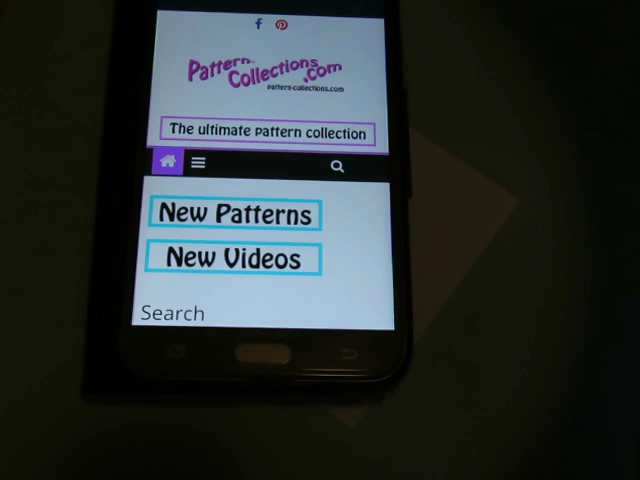 Pattern-
Collections.com
pattern-collections.com
The ultimate pattern collection
New Patterns
New Videos
Search